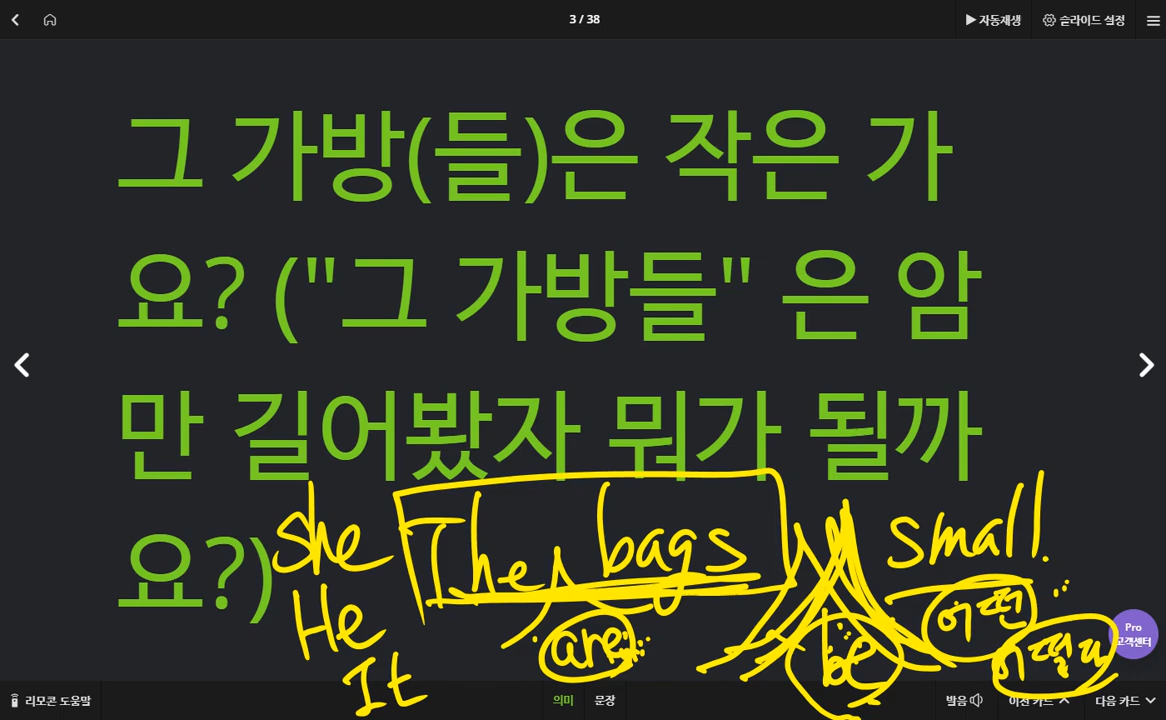 3 / 38
자동재생
슬라이드 설정
그 가방(들)은 작은 가
요? ("그 가방들" 은 암
만 길어봤자 뭐가 될까
요?)
She
The bags
small.
He
are
be
어떤
It
Pro
고객센터
리모콘 도움말
의미
문장
발음
이전 카드
다음 카드